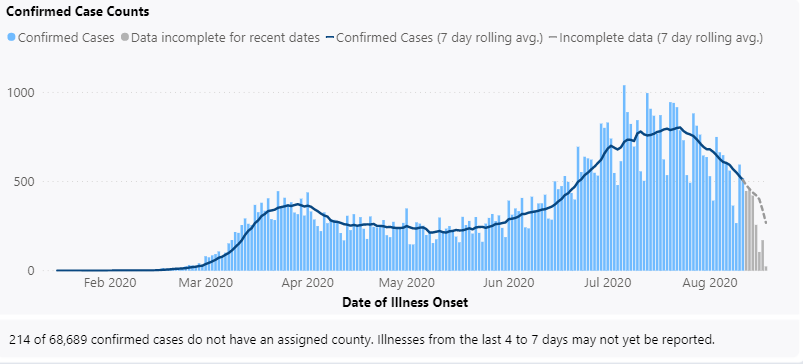 Confirmed Case Counts
Confirmed Cases Data incomplete for recent dates Confirmed Cases (7 day rolling avg.) Incomplete data (7 day rolling avg.)
1000
500
0
Feb 2020 Mar 2020 Apr 2020 May 2020 Jun 2020 Jul 2020 Aug 2020
Date of Illness Onset
214 of 68,689 confirmed cases do not have an assigned county. Illnesses from the last 4 to 7 days may not yet be reported.